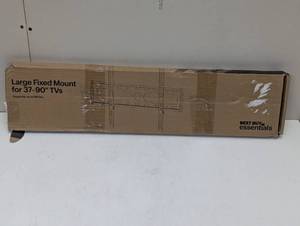 Large Fixed Mount
for 37-90" TVs
BEST BUY
essentials